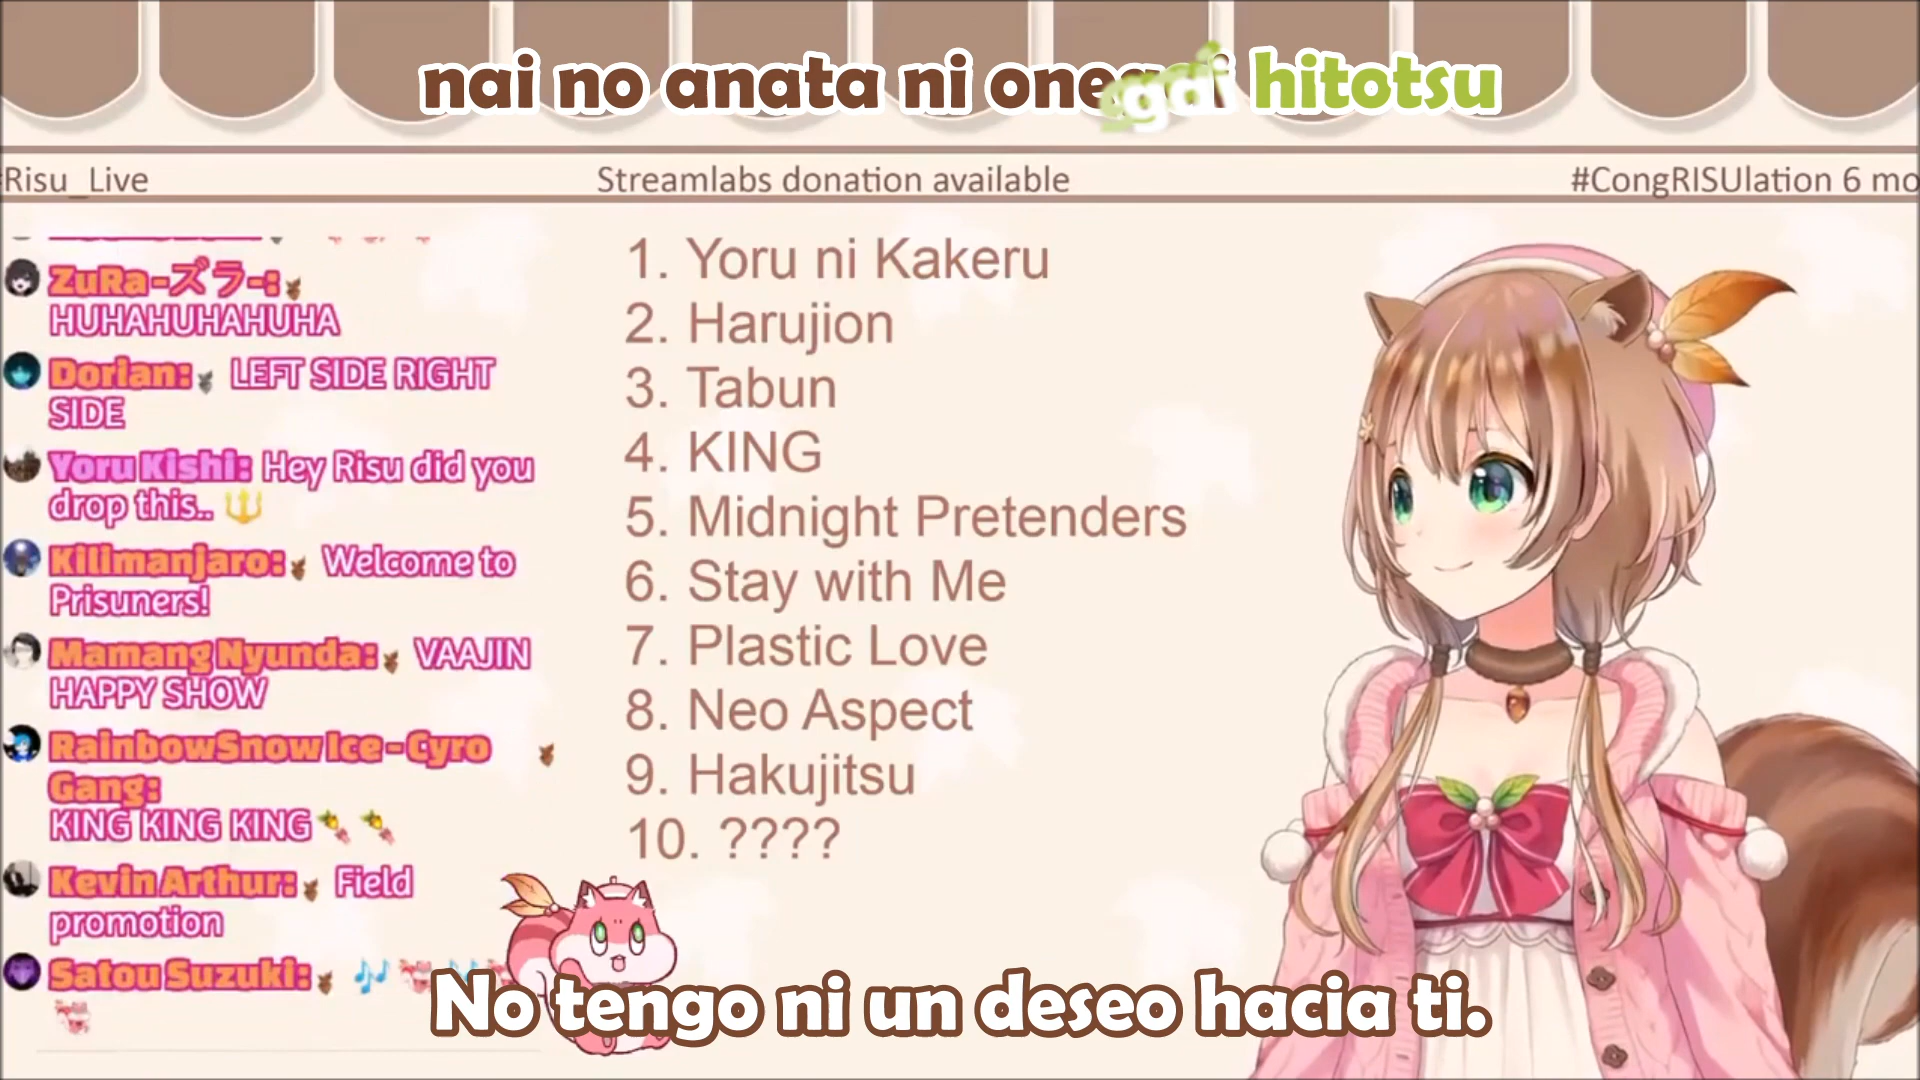 nai no anata ni onegai hitotsu
Risu_Live
Streamlabs donation available
#CongRISUlation 6 mo
ZuRa -ズラ-:
HUHAHUHAHUHA
Dorian: LEFT SIDE RIGHT
SIDE
Yoru Kishi: Hey Risu did you
drop this..
Kilimanjaro: Welcome to
Prisuners!
Mamang Nyunda: VAAJIN
HAPPY SHOW
RainbowSnow Ice - Cyro
Gang:
KING KING KING
Kevin Arthur: Field
promotion
Satou Suzuki:
1. Yoru ni Kakeru
2. Harujion
3. Tabun
4. KING
5. Midnight Pretenders
6. Stay with Me
7. Plastic Love
8. Neo Aspect
9. Hakujitsu
10. ????
No tengo ni un deseo hacia ti.